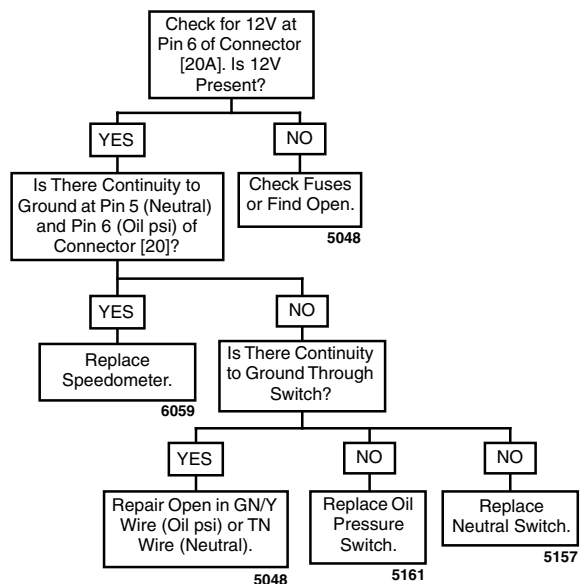 Check for 12V at
Pin 6 of Connector
[20A]. Is 12V
Present?
YES
NO
Is There Continuity to
Ground at Pin 5 (Neutral)
and Pin 6 (Oil psi) of
Connector [20]?
Check Fuses
or Find Open.
5048
YES
NO
Replace
Speedometer.
6059
Is There Continuity
to Ground Through
Switch?
YES
NO
NO
Repair Open in GN/Y
Wire (Oil psi) or TN
Wire (Neutral).
5048
Replace Oil
Pressure
Switch.
5161
Replace
Neutral Switch.
5157